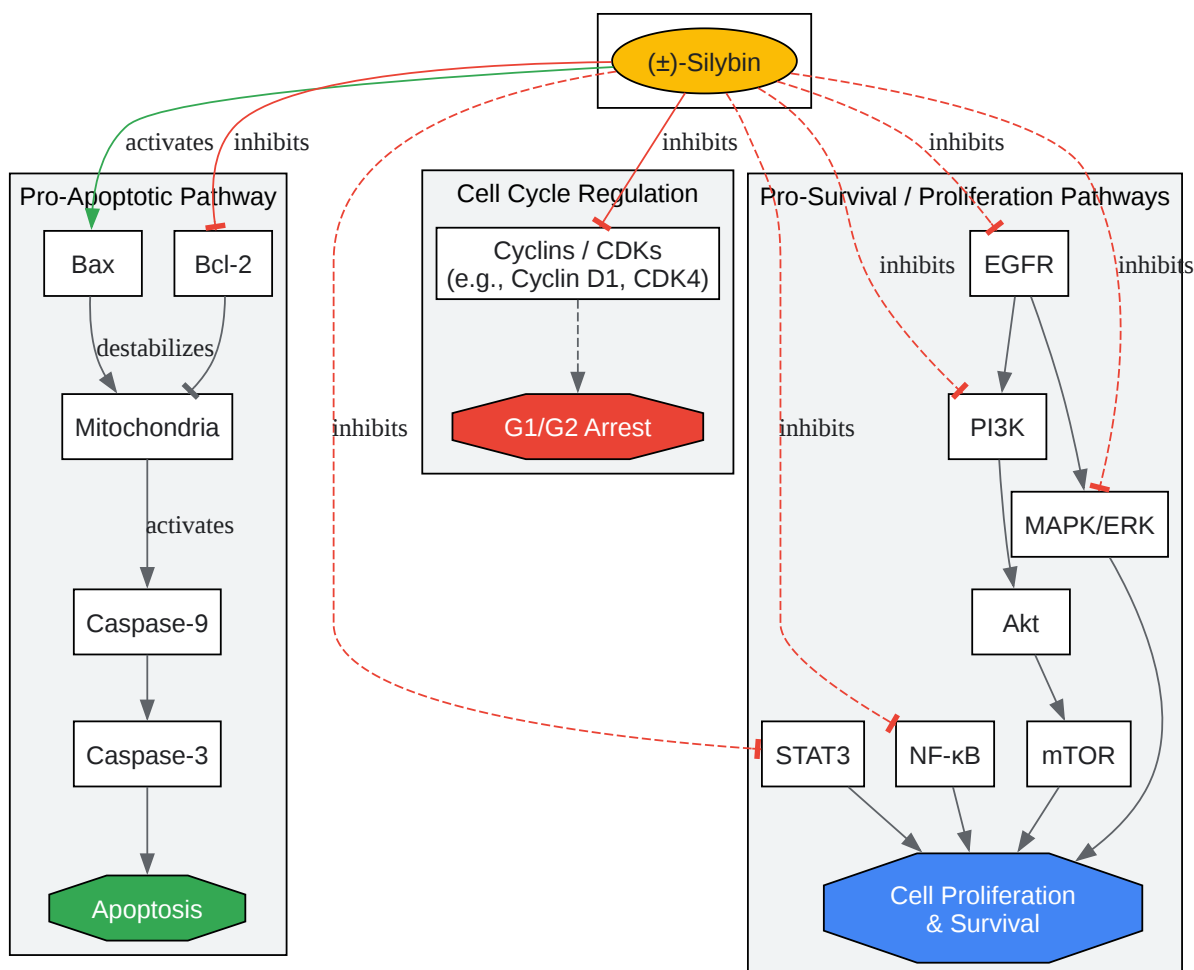 (±)-Silybin
activates
inhibits
inhibits
inhibits
Pro-Apoptotic Pathway
Cell Cycle Regulation
Pro-Survival / Proliferation Pathways
Bax
Bcl-2
Cyclins / CDKs
(e.g., Cyclin D1, CDK4)
inhibits
EGFR
inhibits
destabilizes
Mitochondria
inhibits
G1/G2 Arrest
inhibits
PI3K
activates
MAPK/ERK
Caspase-9
Akt
Caspase-3
STAT3
NF-κB
mTOR
Apoptosis
Cell Proliferation
& Survival